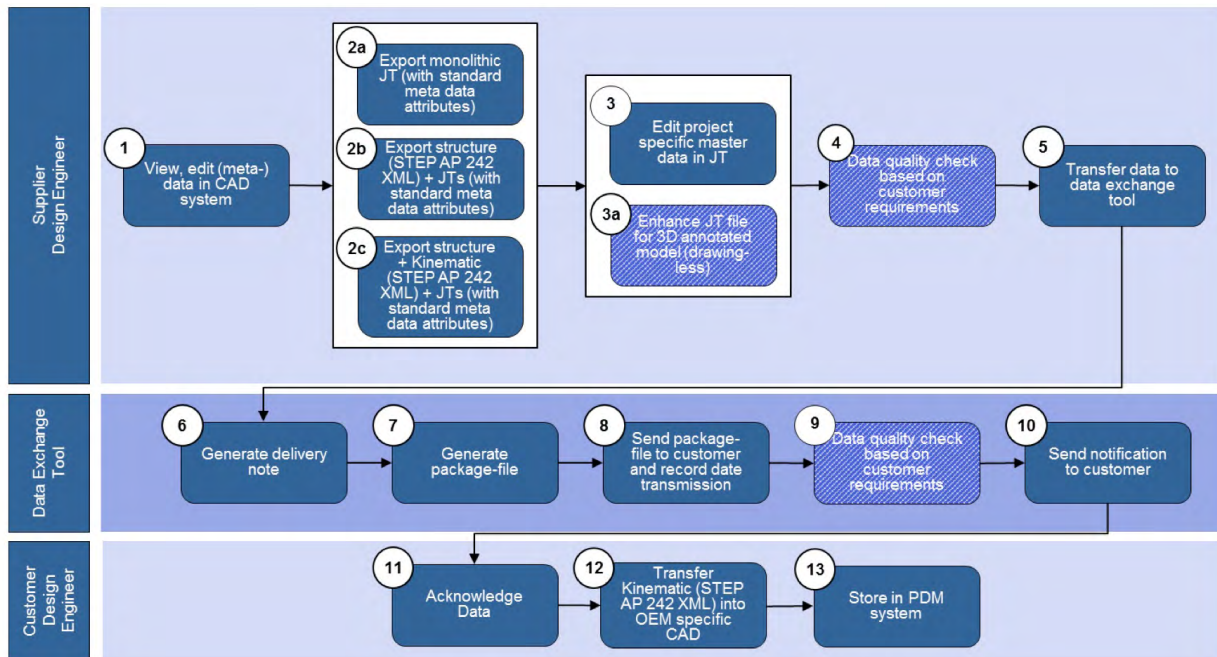 Supplier
Design Engineer
1
View, edit (meta-)
data in CAD
system
2a
Export monolithic
JT (with standard
meta data
attributes)
2b
Export structure
(STEP AP 242
XML) + JTs (with
standard meta
data attributes)
2c
Export structure
+ Kinematic
(STEP AP 242
XML) + JTs (with
standard meta
data attributes)
3
Edit project
specific master
data in JT
3a
Enhance JT file
for 3D annotated
model (drawing-
less)
4
Data quality check
based on
customer
requirements
5
Transfer data to
data exchange
tool
Data Exchange
Tool
6
Generate delivery
note
7
Generate
package-file
8
Send package-
file to customer
and record date
transmission
9
Data quality check
based on
customer
requirements
10
Send notification
to customer
Customer
Design
Engineer
11
Acknowledge
Data
12
Transfer
Kinematic (STEP
AP 242 XML) into
OEM specific
CAD
13
Store in PDM
system